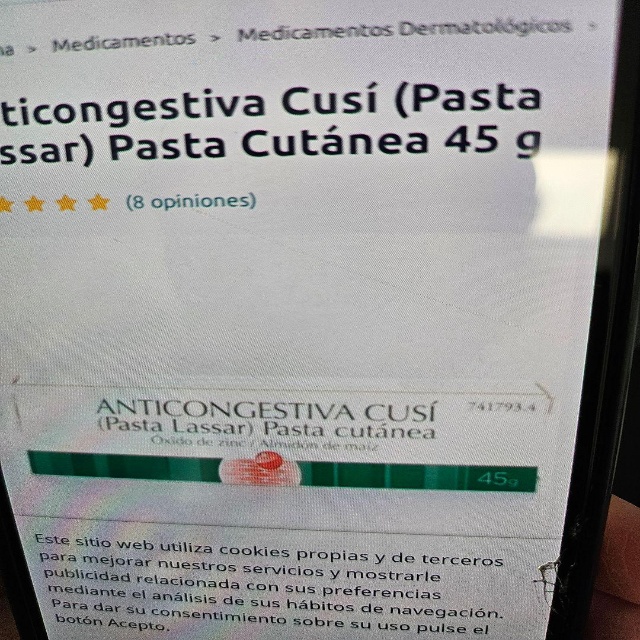 na > Medicamentos > Medicamentos Dermatológicos >
ticongestiva Cusí (Pasta
ssar) Pasta Cutánea 45 g
(8 opiniones)
ANTICONGESTIVA CUSÍ 741793.4
(Pasta Lassar) Pasta cutánea
Óxido de zinc / Almidón de maíz
45g
Este sitio web utiliza cookies propias y de terceros
para mejorar nuestros servicios y mostrarle
publicidad relacionada con sus preferencias
mediante el análisis de sus hábitos de navegación.
Para dar su consentimiento sobre su uso pulse el
botón Acepto.